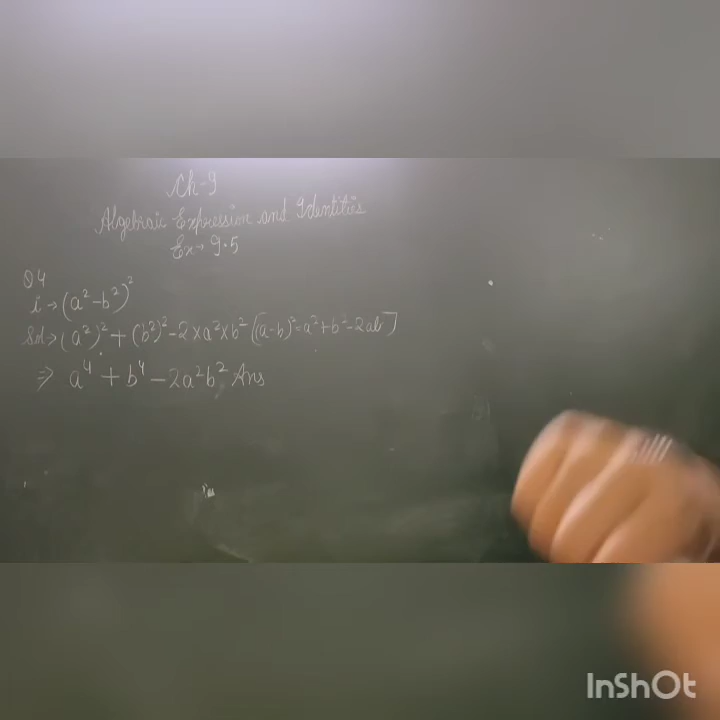 Ch-9
Algebraic Expression and Identities
Ex → 9.5
Q4
i → (a² - b²)²
Sol → (a²)² + (b²)² - 2 × a² × b² [(a-b)² = a² + b² - 2ab]
⇒ a⁴ + b⁴ - 2a²b² Ans
InShOt